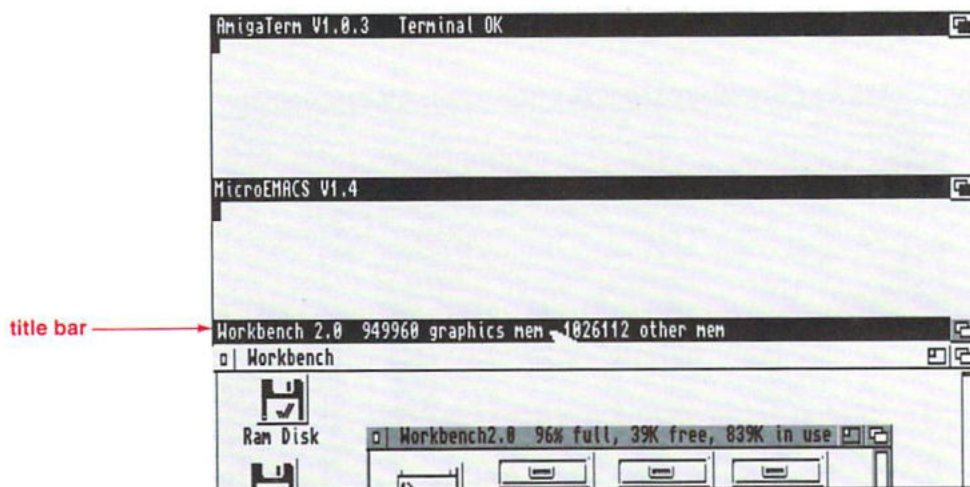 AmigaTerm V1.0.3 Terminal OK
MicroEMACS V1.4
title bar
Workbench 2.0 949960 graphics mem 1026112 other mem
Workbench
Ram Disk
Workbench2.0 96% full, 39K free, 839K in use